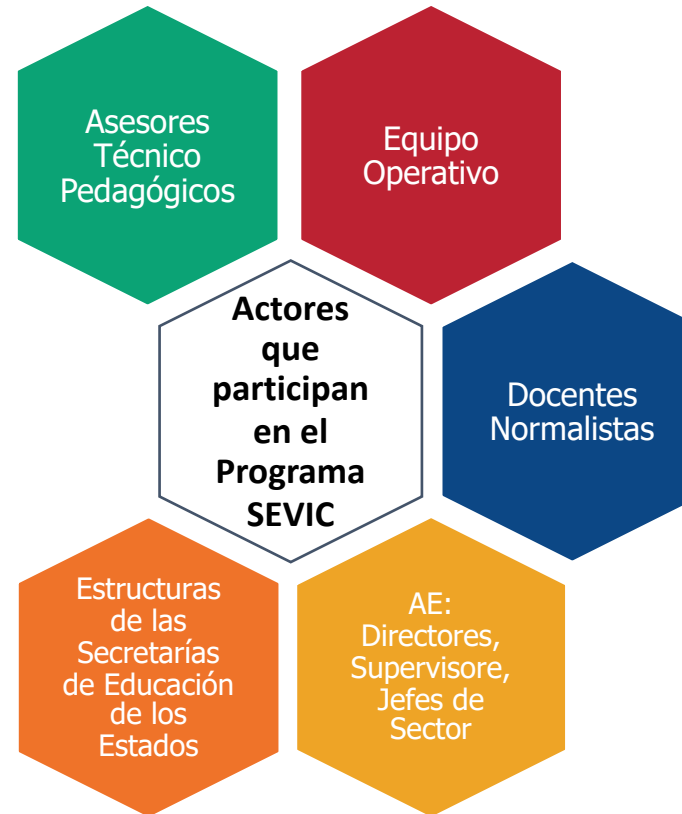 Asesores
Técnico
Pedagógicos
Equipo
Operativo
Actores
que
participan
en el
Programa
SEVIC
Docentes
Normalistas
Estructuras
de las
Secretarías
de Educación
de los
Estados
AE:
Directores,
Supervisore,
Jefes de
Sector